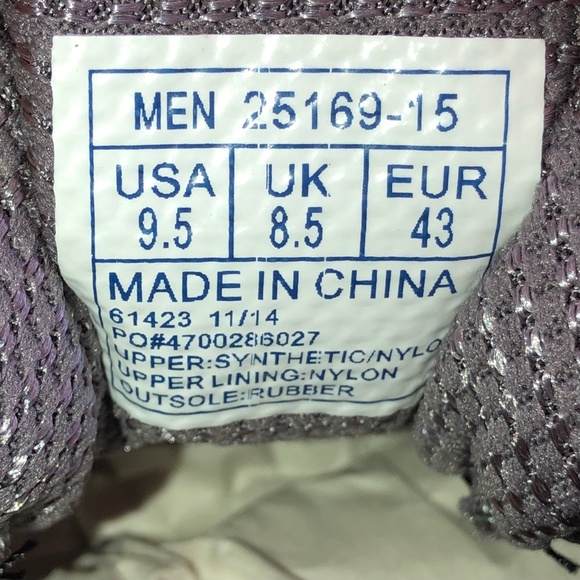 MEN 25169-15
USA UK EUR
9.5 8.5 43
MADE IN CHINA
61423 11/14
PO#4700286027
UPPER:SYNTHETIC/NYLO
UPPER LINING:NYLON
OUTSOLE:RUBBER